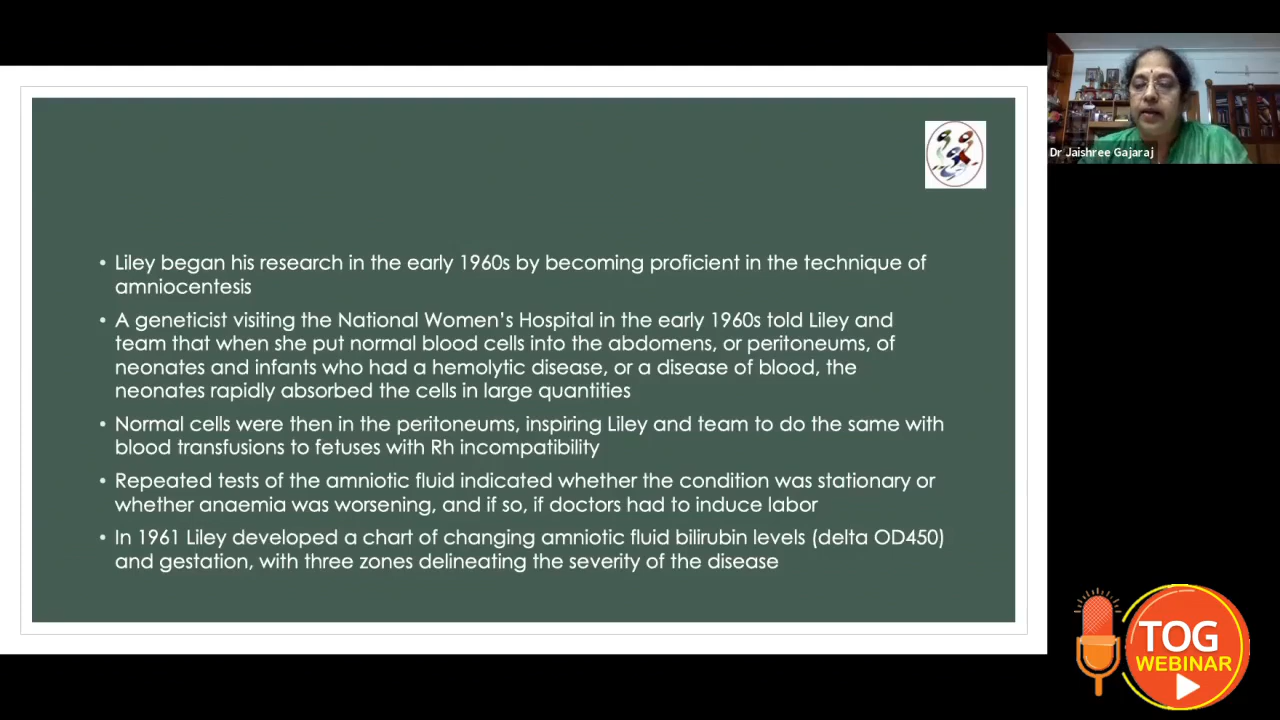 Dr Jaishree Gajaraj
• Liley began his research in the early 1960s by becoming proficient in the technique of
amniocentesis
• A geneticist visiting the National Women's Hospital in the early 1960s told Liley and
team that when she put normal blood cells into the abdomens, or peritoneums, of
neonates and infants who had a hemolytic disease, or a disease of blood, the
neonates rapidly absorbed the cells in large quantities
• Normal cells were then in the peritoneums, inspiring Liley and team to do the same with
blood transfusions to fetuses with Rh incompatibility
• Repeated tests of the amniotic fluid indicated whether the condition was stationary or
whether anaemia was worsening, and if so, if doctors had to induce labor
• In 1961 Liley developed a chart of changing amniotic fluid bilirubin levels (delta OD450)
and gestation, with three zones delineating the severity of the disease
TOG
WEBINAR